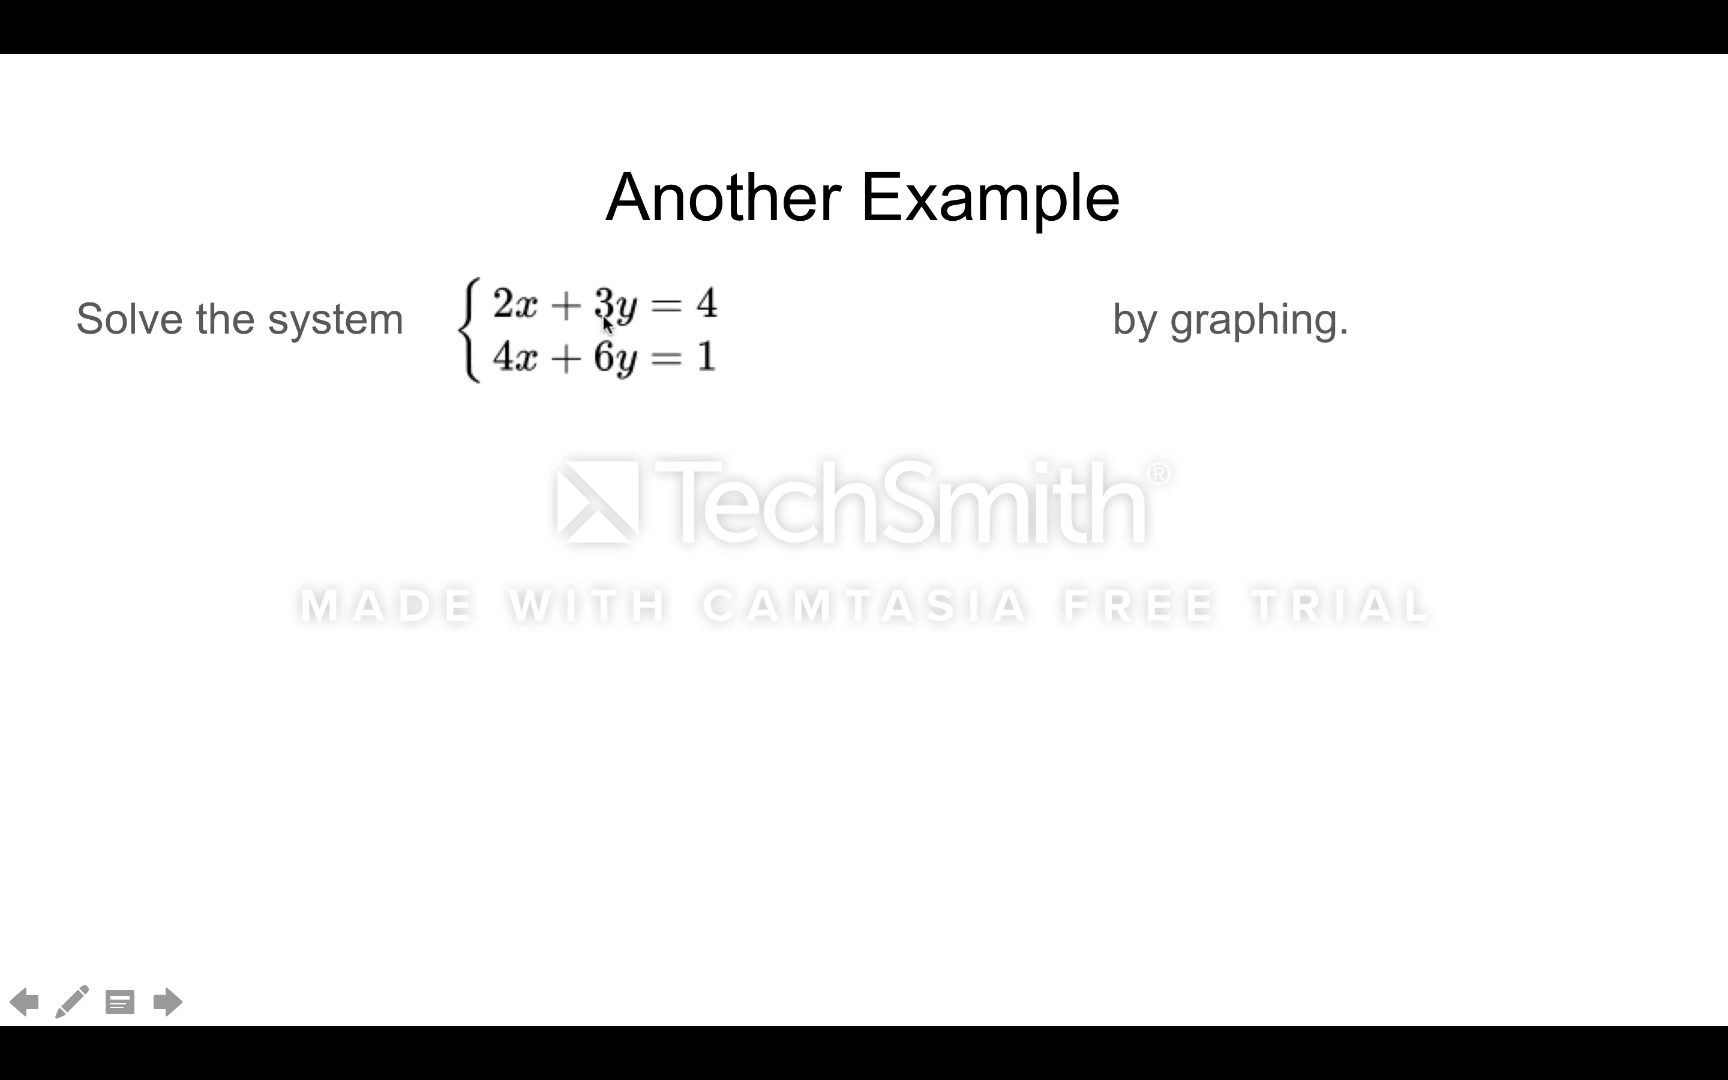 Another Example
Solve the system { 2x + 3y = 4 by graphing.
4x + 6y = 1
TechSmith®
MADE WITH CAMTASIA FREE TRIAL